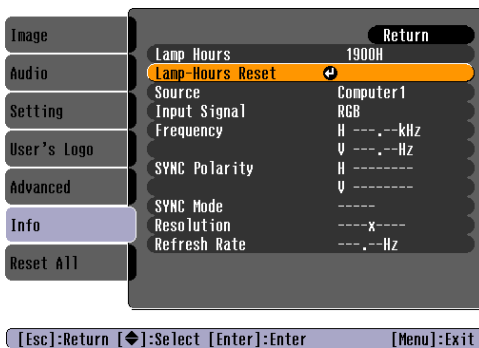 Image
Audio
Setting
User's Logo
Advanced
Info
Reset All
Return
Lamp Hours 1900H
Lamp-Hours Reset
Source Computer1
Input Signal RGB
Frequency H ---.--kHz
V ---.--Hz
SYNC Polarity H --------
V --------
SYNC Mode -----
Resolution ----x----
Refresh Rate ---.--Hz
[Esc]:Return [◆]:Select [Enter]:Enter [Menu]:Exit